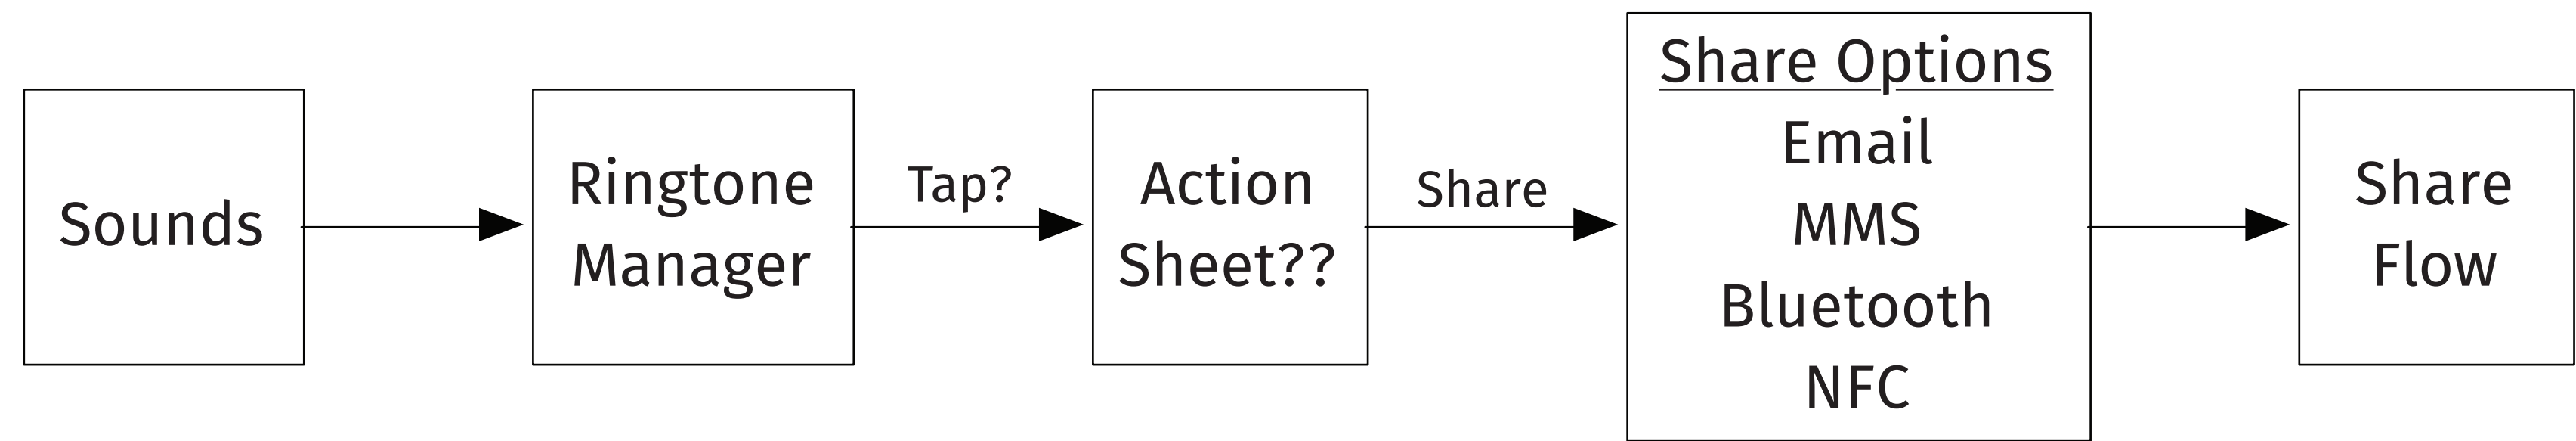 Sounds
Ringtone
Manager
Tap?
Action
Sheet??
Share
Share Options
Email
MMS
Bluetooth
NFC
Share
Flow